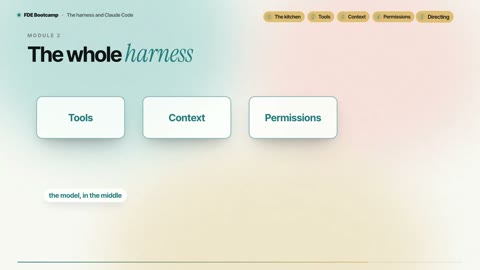 FDE Bootcamp · The harness and Claude Code
The kitchen
Tools
Context
Permissions
Directing
MODULE 2
The whole harness
Tools
Context
Permissions
the model, in the middle